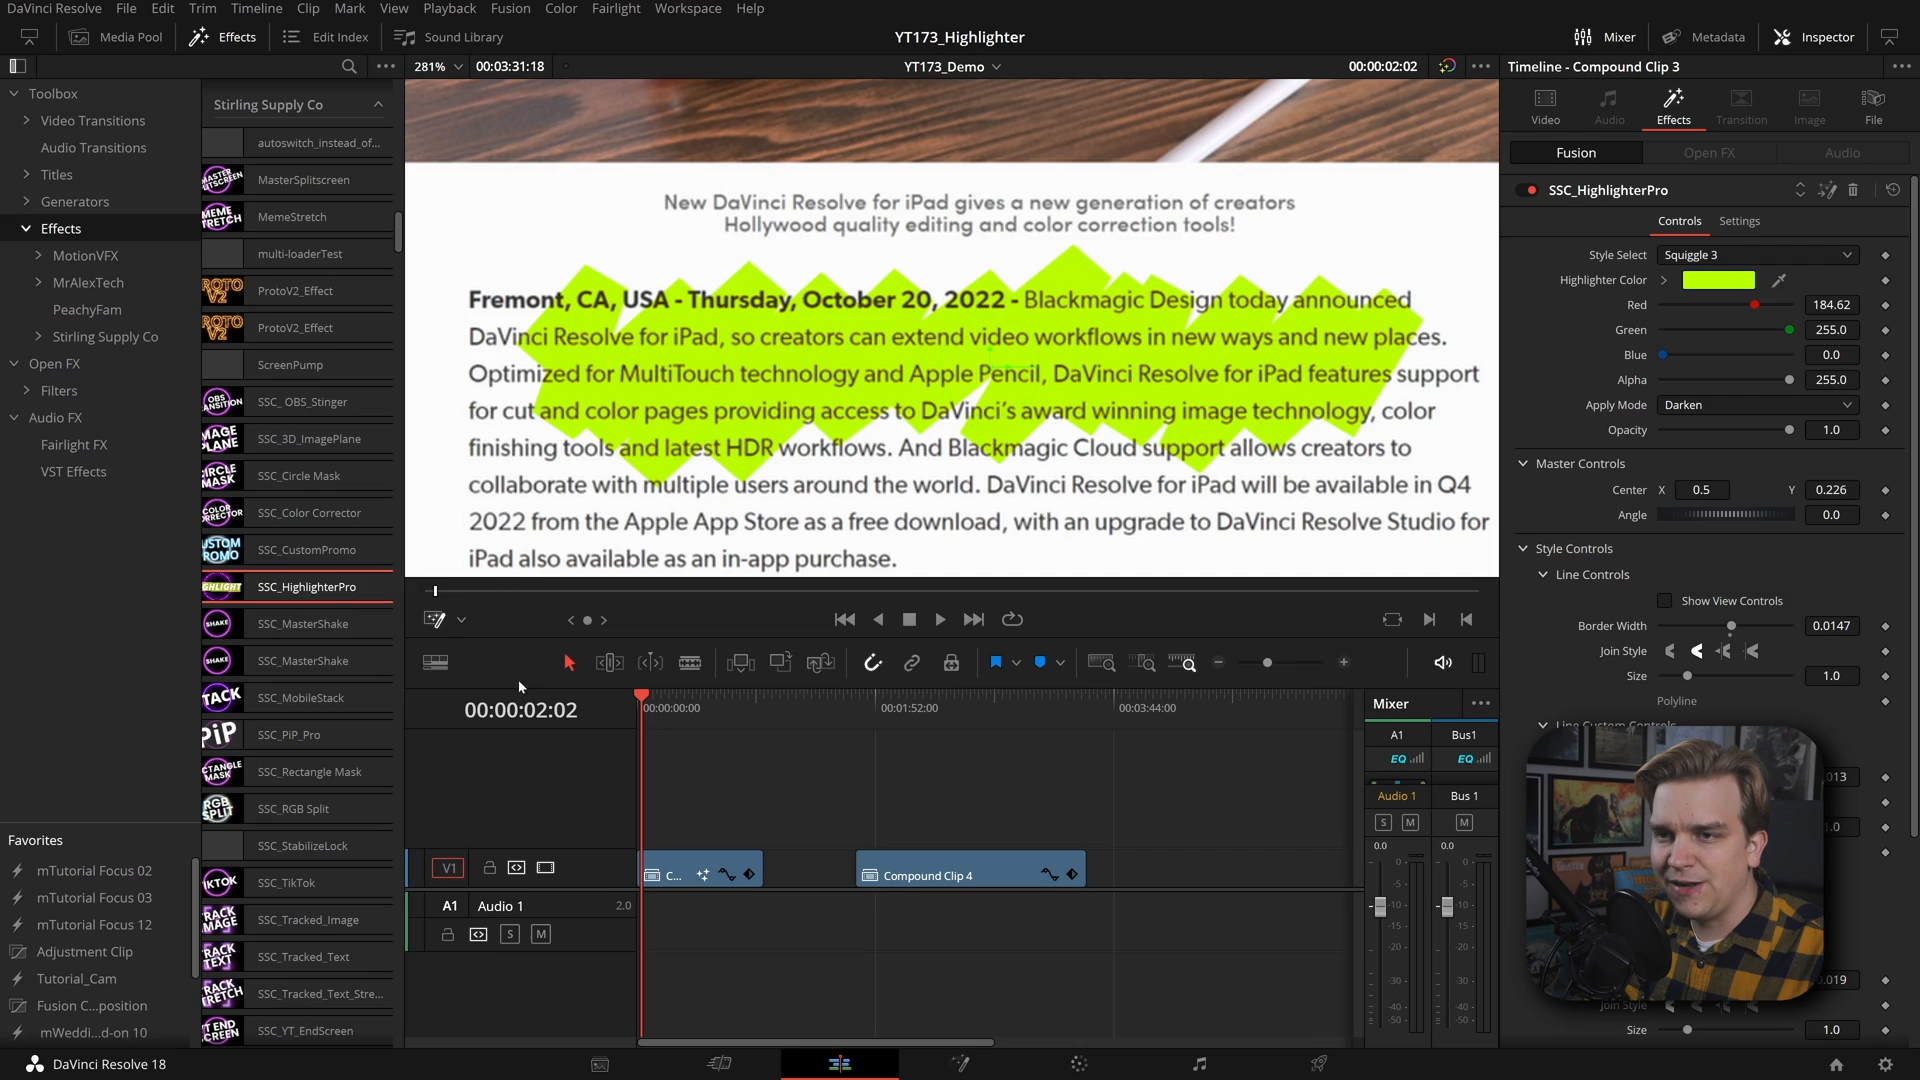 DaVinci Resolve File Edit Trim Timeline Clip Mark View Playback Fusion Color Fairlight Workspace Help
Media Pool Effects Edit Index Sound Library
YT173_Highlighter
Mixer Metadata Inspector
281% 00:03:31:18
YT173_Demo
00:00:02:02
Timeline - Compound Clip 3
Toolbox
Video Transitions
Audio Transitions
Titles
Generators
Effects
MotionVFX
MrAlexTech
PeachyFam
Stirling Supply Co
Open FX
Filters
Audio FX
Fairlight FX
VST Effects
Favorites
mTutorial Focus 02
mTutorial Focus 03
mTutorial Focus 12
Adjustment Clip
Tutorial_Cam
Fusion C...position
mWeddi...d-on 10
Stirling Supply Co
autoswitch_instead_of...
MasterSplitscreen
MemeStretch
multi-loaderTest
ProtoV2_Effect
ProtoV2_Effect
ScreenPump
SSC_ OBS_Stinger
SSC_3D_ImagePlane
SSC_Circle Mask
SSC_Color Corrector
SSC_CustomPromo
SSC_HighlighterPro
SSC_MasterShake
SSC_MasterShake
SSC_MobileStack
SSC_PiP_Pro
SSC_Rectangle Mask
SSC_RGB Split
SSC_StabilizeLock
SSC_TikTok
SSC_Tracked_Image
SSC_Tracked_Text
SSC_Tracked_Text_Stre...
SSC_YT_EndScreen
New DaVinci Resolve for iPad gives a new generation of creators
Hollywood quality editing and color correction tools!
Fremont, CA, USA - Thursday, October 20, 2022 - Blackmagic Design today announced
DaVinci Resolve for iPad, so creators can extend video workflows in new ways and new places.
Optimized for MultiTouch technology and Apple Pencil, DaVinci Resolve for iPad features support
for cut and color pages providing access to DaVinci’s award winning image technology, color
finishing tools and latest HDR workflows. And Blackmagic Cloud support allows creators to
collaborate with multiple users around the world. DaVinci Resolve for iPad will be available in Q4
2022 from the Apple App Store as a free download, with an upgrade to DaVinci Resolve Studio for
iPad also available as an in-app purchase.
00:00:02:02
00:00:00:00 00:01:52:00 00:03:44:00
V1
C...
Compound Clip 4
A1 Audio 1 2.0
S M
Mixer
A1 Bus1
EQ EQ
Audio 1 Bus 1
S M M
0.0 0.0
Video Audio Effects Transition Image File
Fusion Open FX Audio
SSC_HighlighterPro
Controls Settings
Style Select Squiggle 3
Highlighter Color
Red 184.62
Green 255.0
Blue 0.0
Alpha 255.0
Apply Mode Darken
Opacity 1.0
Master Controls
Center X 0.5 Y 0.226
Angle 0.0
Style Controls
Line Controls
Show View Controls
Border Width 0.0147
Join Style
Size 1.0
Polyline
Line Custom Controls
.013
1.0
.019
Join Style
Size 1.0
DaVinci Resolve 18